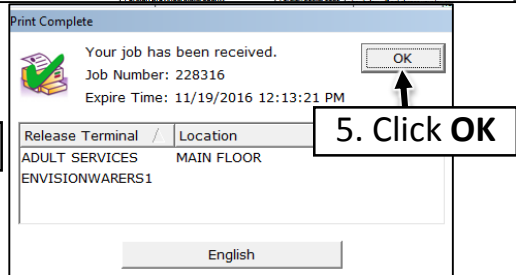 Print Complete
Your job has been received.
OK
Job Number: 228316
Expire Time: 11/19/2016 12:13:21 PM
5. Click OK
Release Terminal / Location
ADULT SERVICES MAIN FLOOR
ENVISIONWARERS1
English